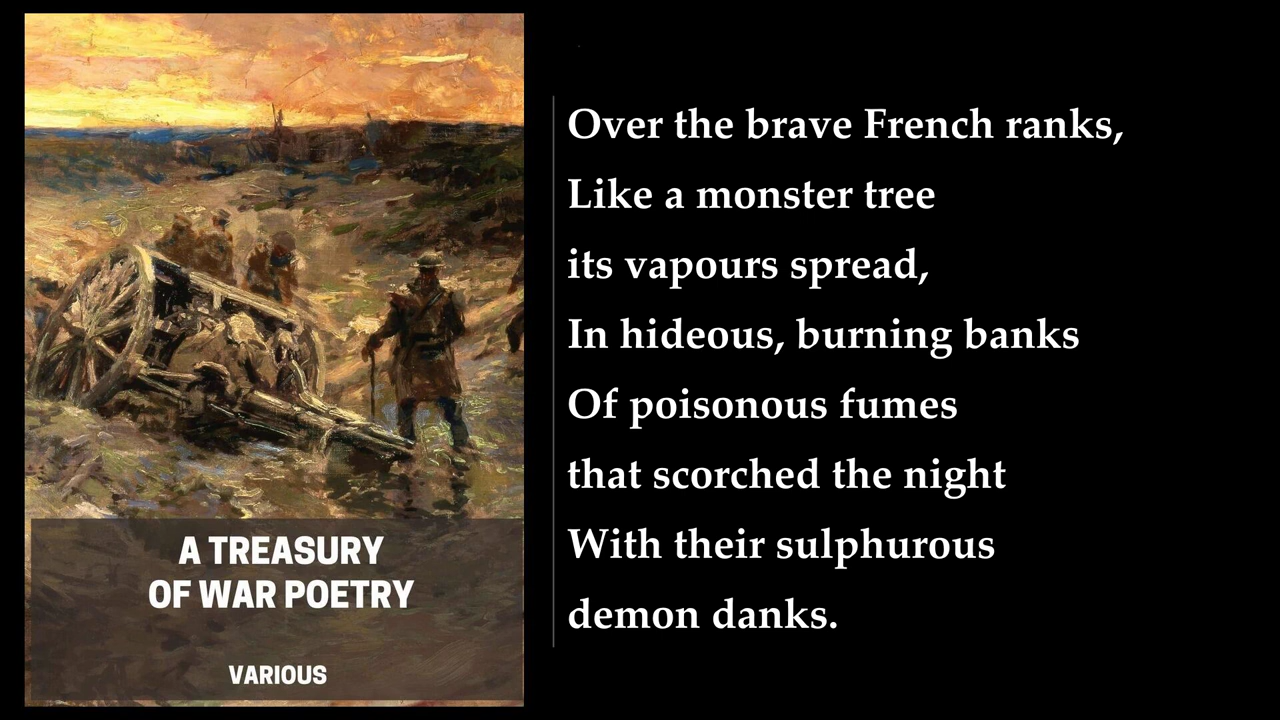 A TREASURY
OF WAR POETRY
VARIOUS
Over the brave French ranks,
Like a monster tree
its vapours spread,
In hideous, burning banks
Of poisonous fumes
that scorched the night
With their sulphurous
demon danks.